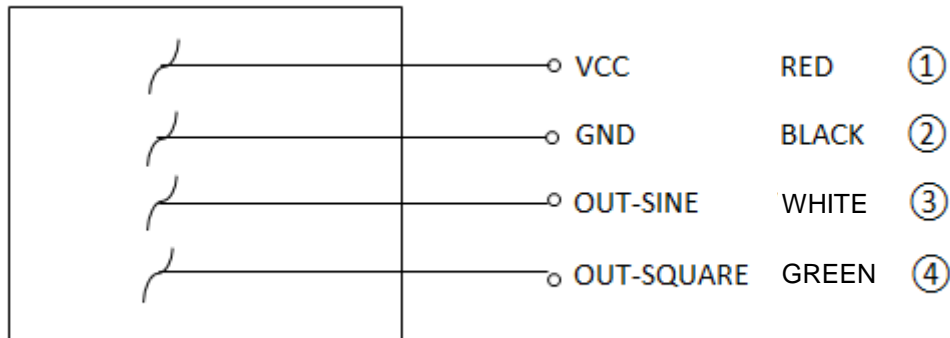 VCC RED ①
GND BLACK ②
OUT-SINE WHITE ③
OUT-SQUARE GREEN ④